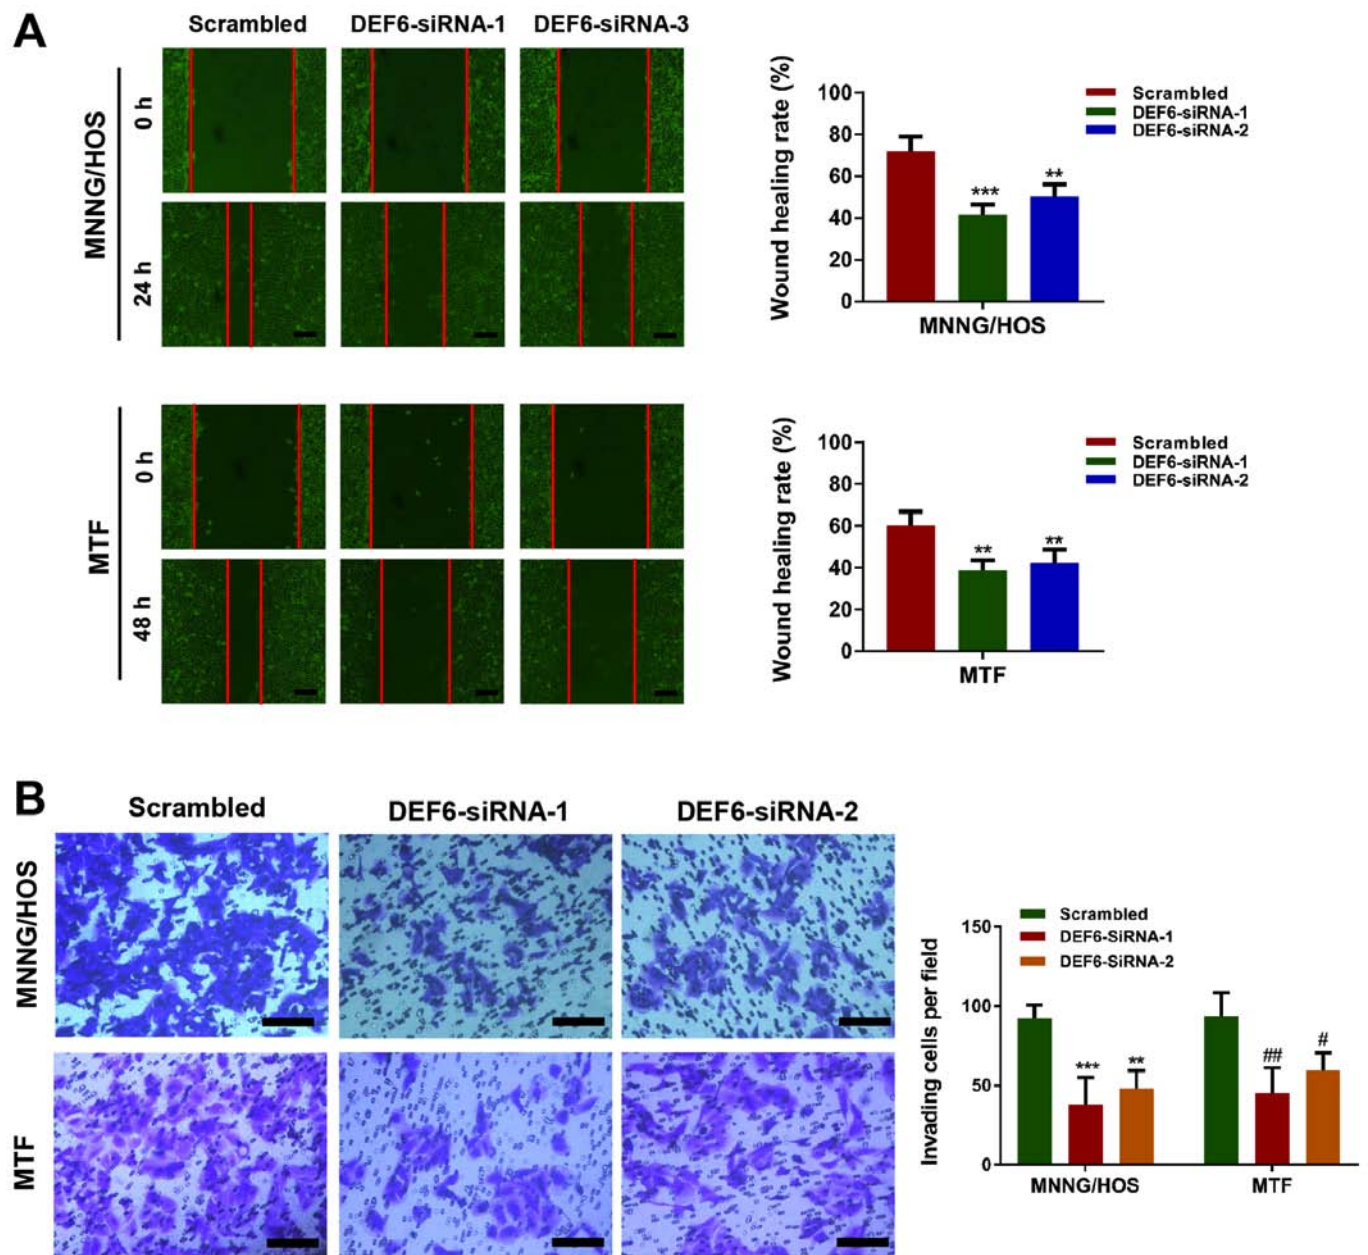 A
Scrambled DEF6-siRNA-1 DEF6-siRNA-3
MNNG/HOS
0 h
24 h
Wound healing rate (%)
100
80
60
40
20
0
*** **
MNNG/HOS
Scrambled
DEF6-siRNA-1
DEF6-siRNA-2
MTF
0 h
48 h
Wound healing rate (%)
100
80
60
40
20
0
** **
MTF
Scrambled
DEF6-siRNA-1
DEF6-siRNA-2
B
Scrambled DEF6-siRNA-1 DEF6-siRNA-2
MNNG/HOS
MTF
Invading cells per field
150
100
50
0
Scrambled
DEF6-SiRNA-1
DEF6-SiRNA-2
*** ** ## #
MNNG/HOS MTF